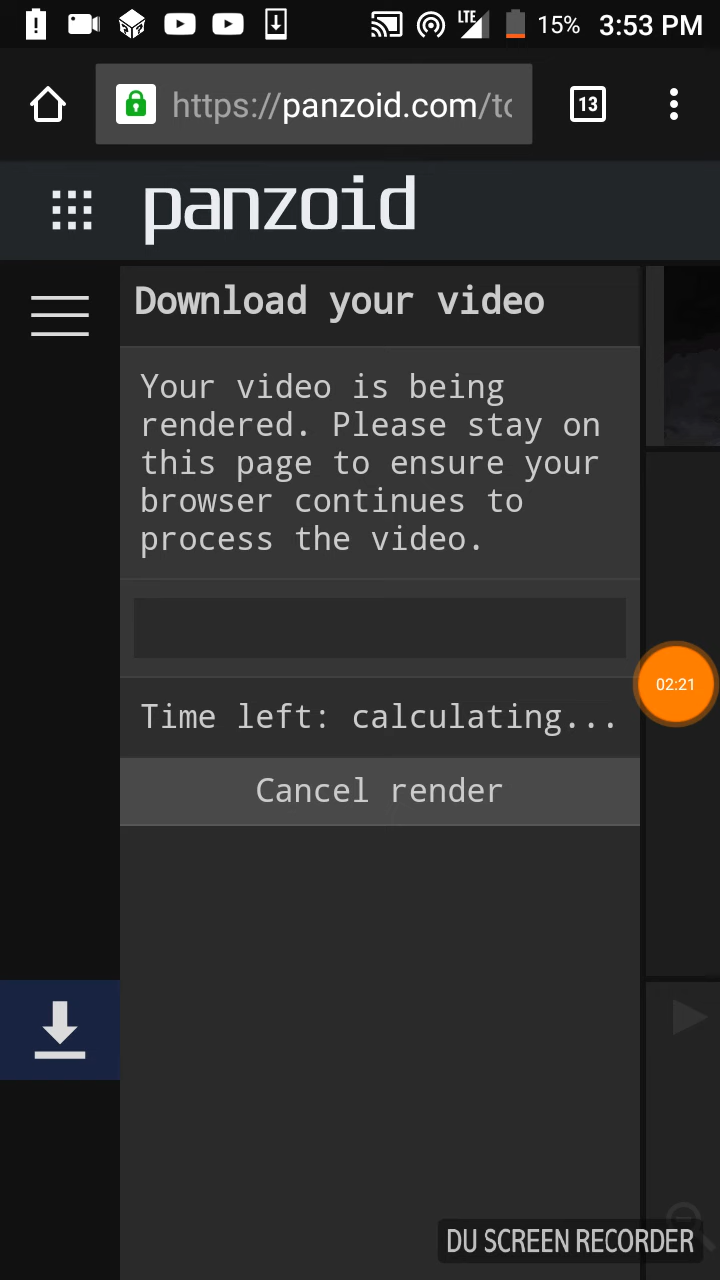 LTE 15% 3:53 PM
https://panzoid.com/to 13
panzoid
Download your video
Your video is being
rendered. Please stay on
this page to ensure your
browser continues to
process the video.
02:21
Time left: calculating...
Cancel render
DU SCREEN RECORDER